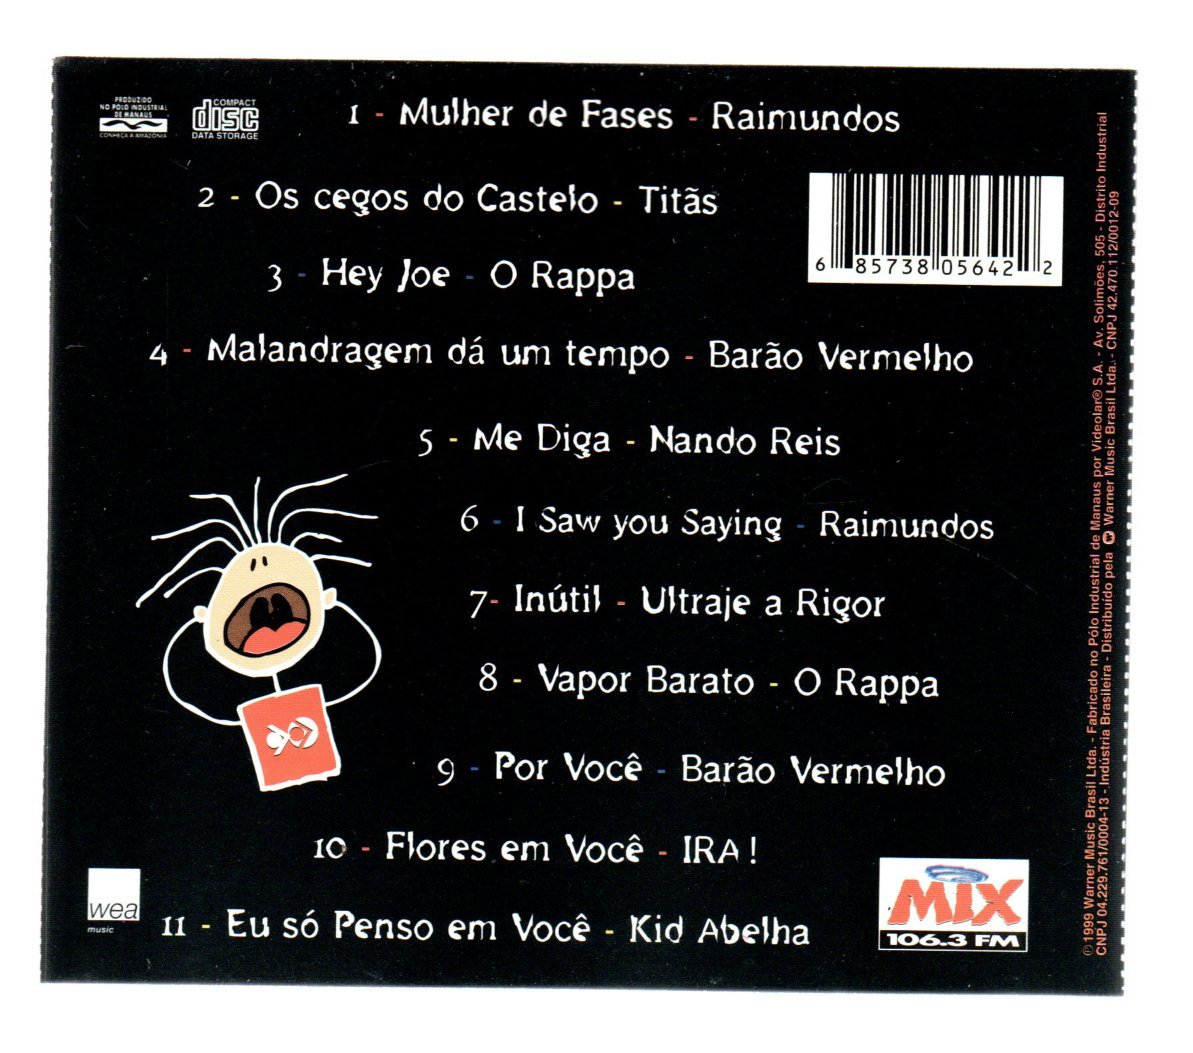 PRODUZIDO
NO PÓLO INDUSTRIAL
DE MANAUS
CONHEÇA A AMAZÔNIA
COMPACT
disc
DATA STORAGE
1 - Mulher de Fases - Raimundos
2 - Os cegos do Castelo - Titãs
6 85738 05642 2
3 - Hey Joe - O Rappa
4 - Malandragem dá um tempo - Barão Vermelho
5 - Me Diga - Nando Reis
6 - I Saw you Saying - Raimundos
7- Inútil - Ultraje a Rigor
8 - Vapor Barato - O Rappa
9 - Por Você - Barão Vermelho
10 - Flores em Você - IRA !
11 - Eu só Penso em Você - Kid Abelha
wea
music
MIX
106.3 FM
℗1999 Warner Music Brasil Ltda. - Fabricado no Pólo Industrial de Manaus por Videolar® S.A. - Av. Solimões, 505 - Distrito Industrial
CNPJ 04.229.761/0004-13 - Indústria Brasileira - Distribuído pela W Warner Music Brasil Ltda. - CNPJ 42.470.112/0012-09